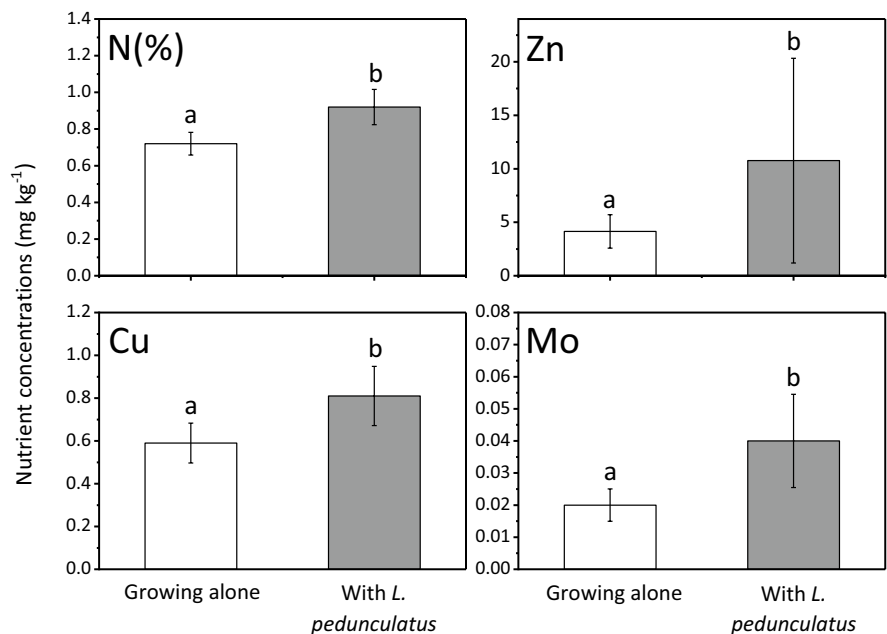 Nutrient concentrations (mg kg⁻¹)
N(%)
1.4
1.2
1.0
0.8
0.6
0.4
0.2
0.0
a
b
Zn
20
15
10
5
0
a
b
Cu
1.2
1.0
0.8
0.6
0.4
0.2
0.0
a
b
Mo
0.08
0.07
0.06
0.05
0.04
0.03
0.02
0.01
0.00
a
b
Growing alone
With L.
pedunculatus
Growing alone
With L.
pedunculatus